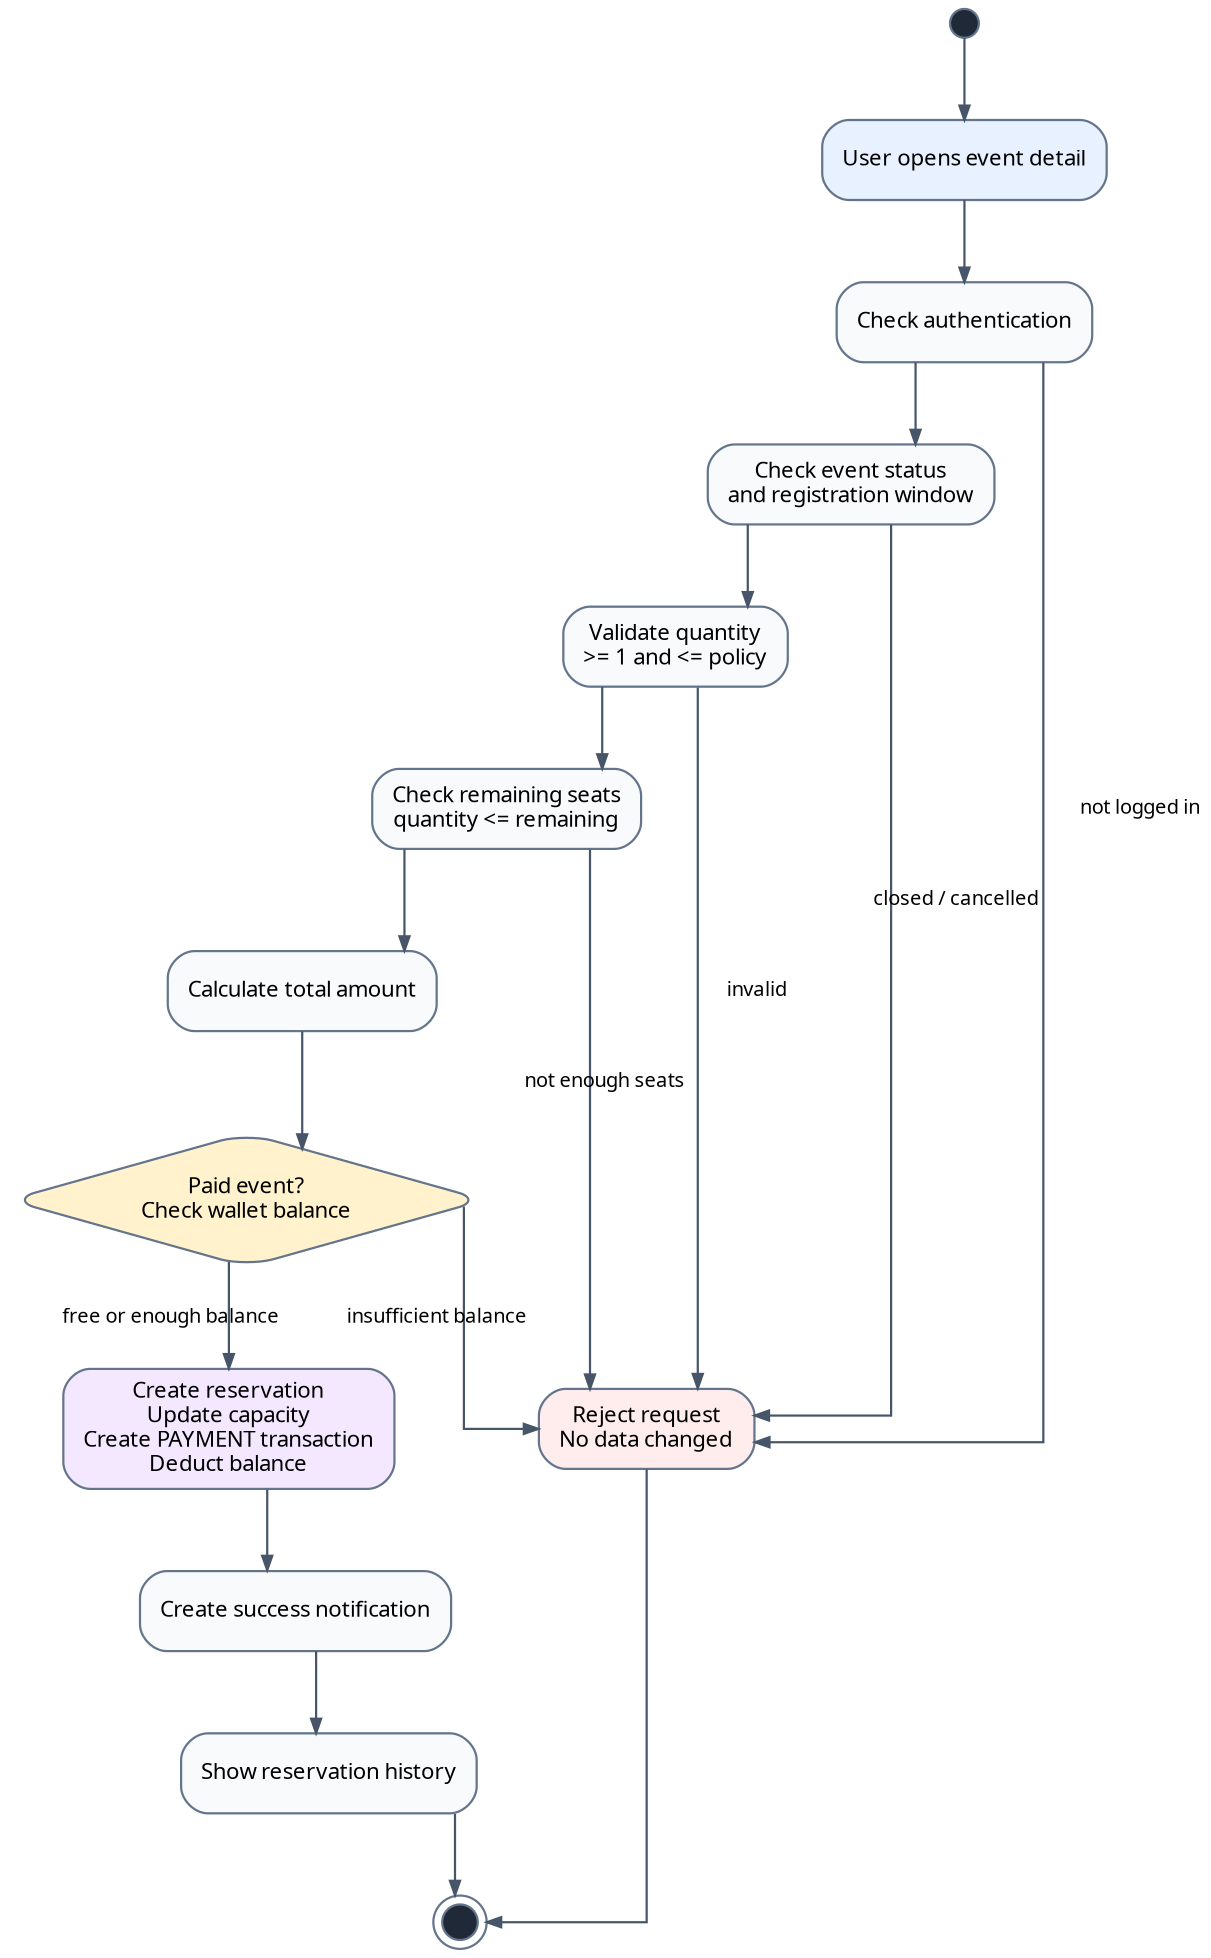 User opens event detail
Check authentication
Check event status
and registration window
Validate quantity
>= 1 and <= policy
Check remaining seats
quantity <= remaining
not logged in
closed / cancelled
Calculate total amount
invalid
not enough seats
Paid event?
Check wallet balance
free or enough balance
insufficient balance
Create reservation
Update capacity
Create PAYMENT transaction
Deduct balance
Reject request
No data changed
Create success notification
Show reservation history